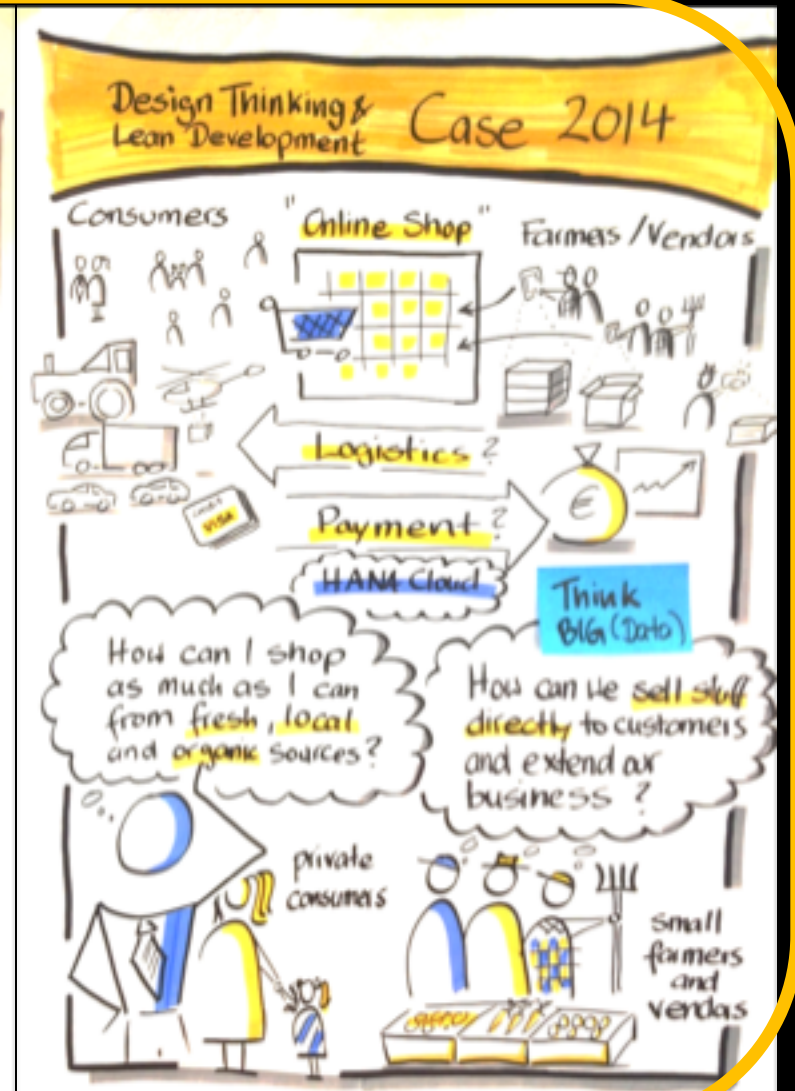 Design Thinking &
Lean Development
Case 2014
Consumers
"Online Shop"
Farmers / Vendors
Logistics ?
VISA
Payment ?
€
HANA Cloud
Think
BIG (Data)
How can I shop
as much as I can
from fresh, local
and organic sources?
How can we sell stuff
directly to customers
and extend our
business ?
private
consumers
small
farmers
and
vendors